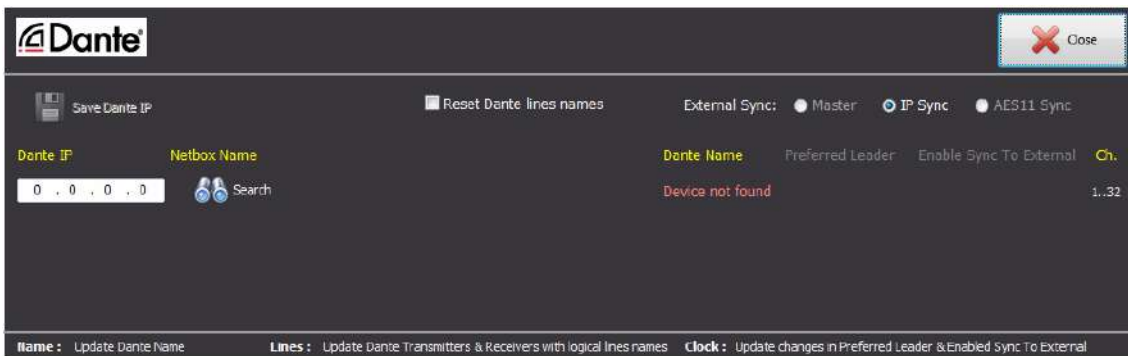 Dante
Close
Save Dante IP
Reset Dante lines names
External Sync: Master IP Sync AES11 Sync
Dante IP Netbox Name Dante Name Preferred Leader Enable Sync To External Ch.
0 . 0 . 0 . 0 Search Device not found 1..32
Name : Update Dante Name Lines : Update Dante Transmitters & Receivers with logical lines names Clock : Update changes in Preferred Leader & Enabled Sync To External